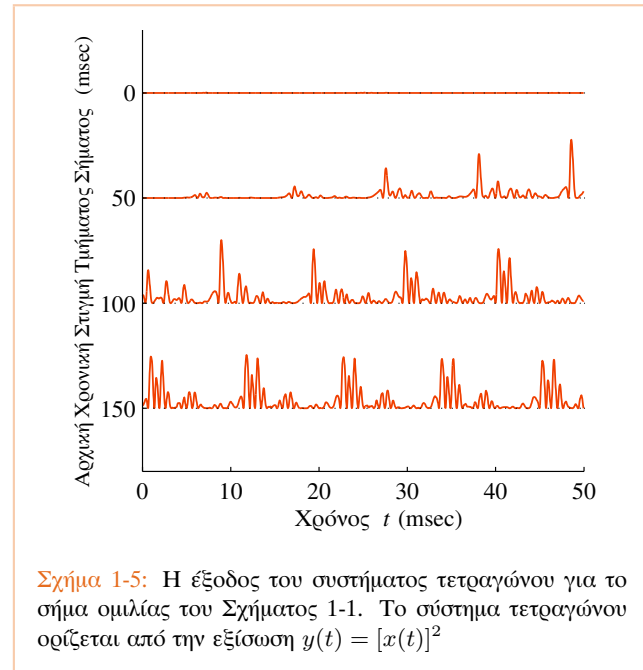 Αρχική Χρονική Στιγμή Τμήματος Σήματος (msec)
0
50
100
150
0 10 20 30 40 50
Χρόνος t (msec)
Σχήμα 1-5: Η έξοδος του συστήματος τετραγώνου για το
σήμα ομιλίας του Σχήματος 1-1. Το σύστημα τετραγώνου
ορίζεται από την εξίσωση y(t) = [x(t)]²